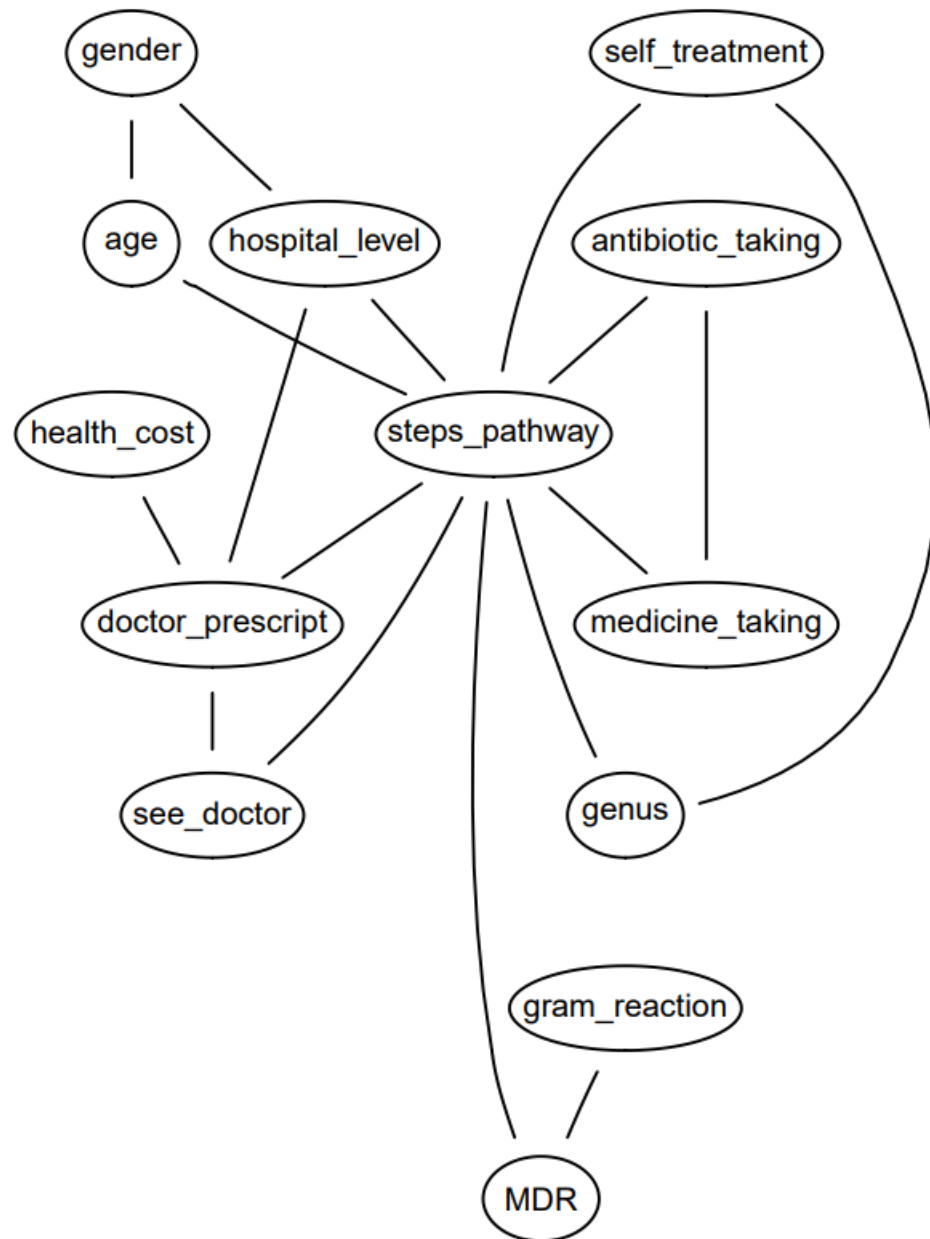 gender
self_treatment
age
hospital_level
antibiotic_taking
health_cost
steps_pathway
doctor_prescript
medicine_taking
see_doctor
genus
gram_reaction
MDR